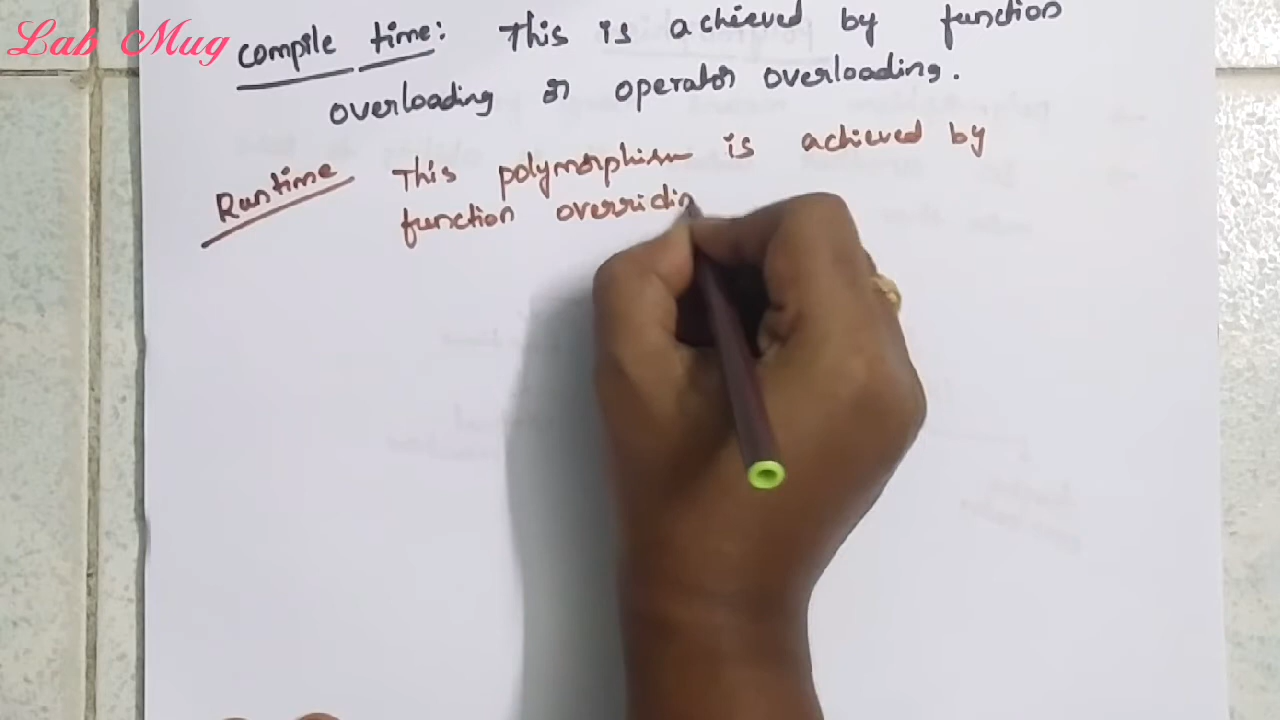 Lab Mug
compile time: This is achieved by function
overloading or operator overloading.
Runtime This polymorphism is achieved by
function overridin